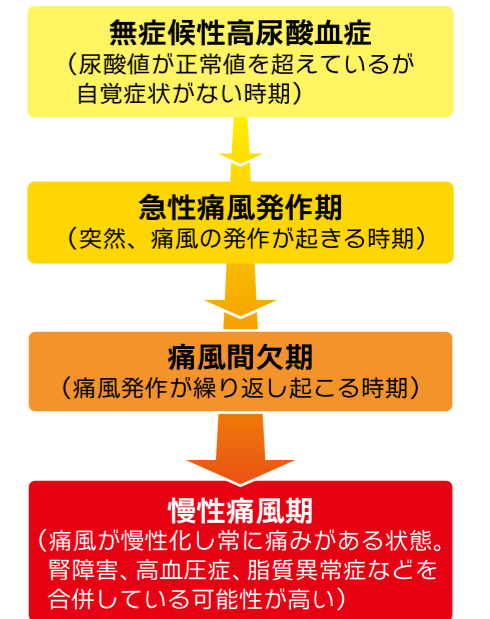 無症候性高尿酸血症
（尿酸値が正常値を超えているが
自覚症状がない時期）
急性痛風発作期
（突然、痛風の発作が起きる時期）
痛風間欠期
（痛風発作が繰り返し起こる時期）
慢性痛風期
（痛風が慢性化し常に痛みがある状態。
腎障害、高血圧症、脂質異常症などを
合併している可能性が高い）